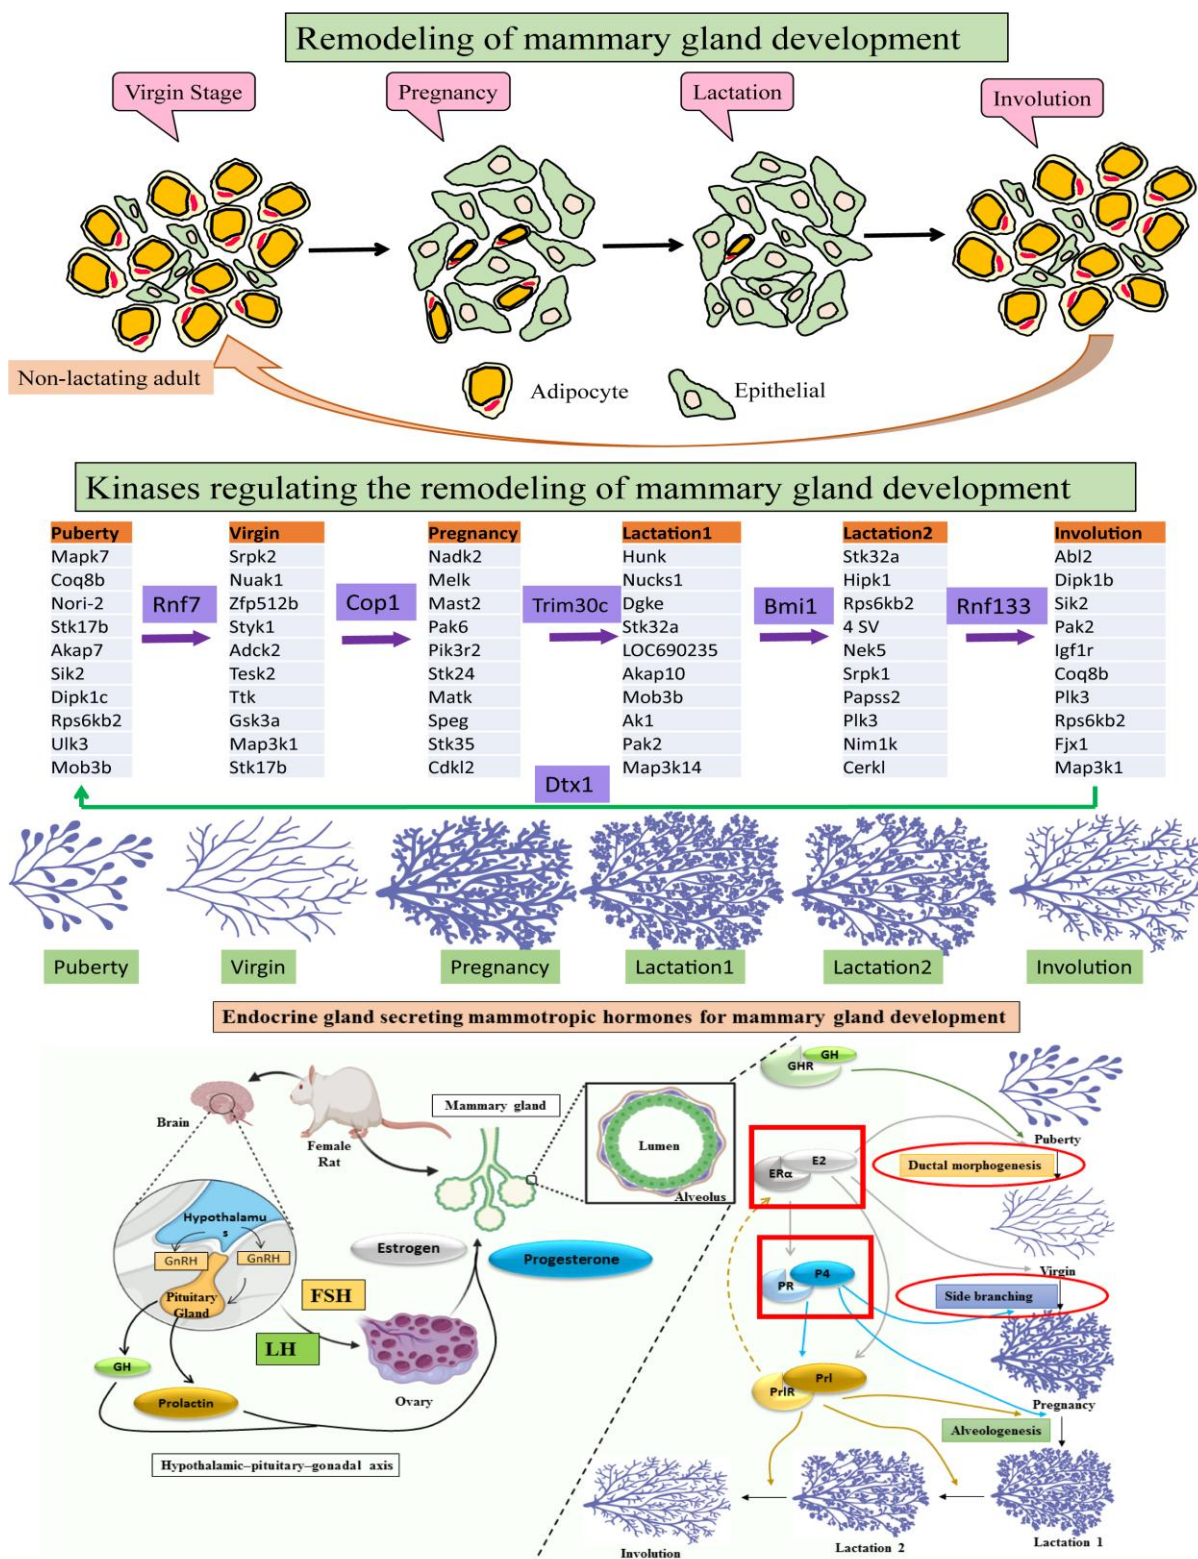 Remodeling of mammary gland development
Virgin Stage
Pregnancy
Lactation
Involution
Non-lactating adult
Adipocyte
Epithelial
Kinases regulating the remodeling of mammary gland development
Puberty
Mapk7
Coq8b
Nori-2
Stk17b
Akap7
Sik2
Dipk1c
Rps6kb2
Ulk3
Mob3b
Rnf7
Virgin
Srpk2
Nuak1
Zfp512b
Styk1
Adck2
Tesk2
Ttk
Gsk3a
Map3k1
Stk17b
Cop1
Pregnancy
Nadk2
Melk
Mast2
Pak6
Pik3r2
Stk24
Matk
Speg
Stk35
Cdkl2
Trim30c
Lactation1
Hunk
Nucks1
Dgke
Stk32a
LOC690235
Akap10
Mob3b
Ak1
Pak2
Map3k14
Bmi1
Lactation2
Stk32a
Hipk1
Rps6kb2
4 SV
Nek5
Srpk1
Papss2
Plk3
Nim1k
Cerkl
Rnf133
Involution
Abl2
Dipk1b
Sik2
Pak2
Igf1r
Coq8b
Plk3
Rps6kb2
Fjx1
Map3k1
Dtx1
Puberty
Virgin
Pregnancy
Lactation1
Lactation2
Involution
Endocrine gland secreting mammotropic hormones for mammary gland development
Brain
Female
Rat
Mammary gland
Lumen
Alveolus
Hypothalamu
s
GnRH
GnRH
Pituitary
Gland
Estrogen
Progesterone
FSH
LH
GH
Prolactin
Ovary
Hypothalamic–pituitary–gonadal axis
GHR
GH
Puberty
ERα
E2
Ductal morphogenesis
Virgin
PR
P4
Side branching
PrlR
Prl
Pregnancy
Alveologenesis
Involution
Lactation 2
Lactation 1